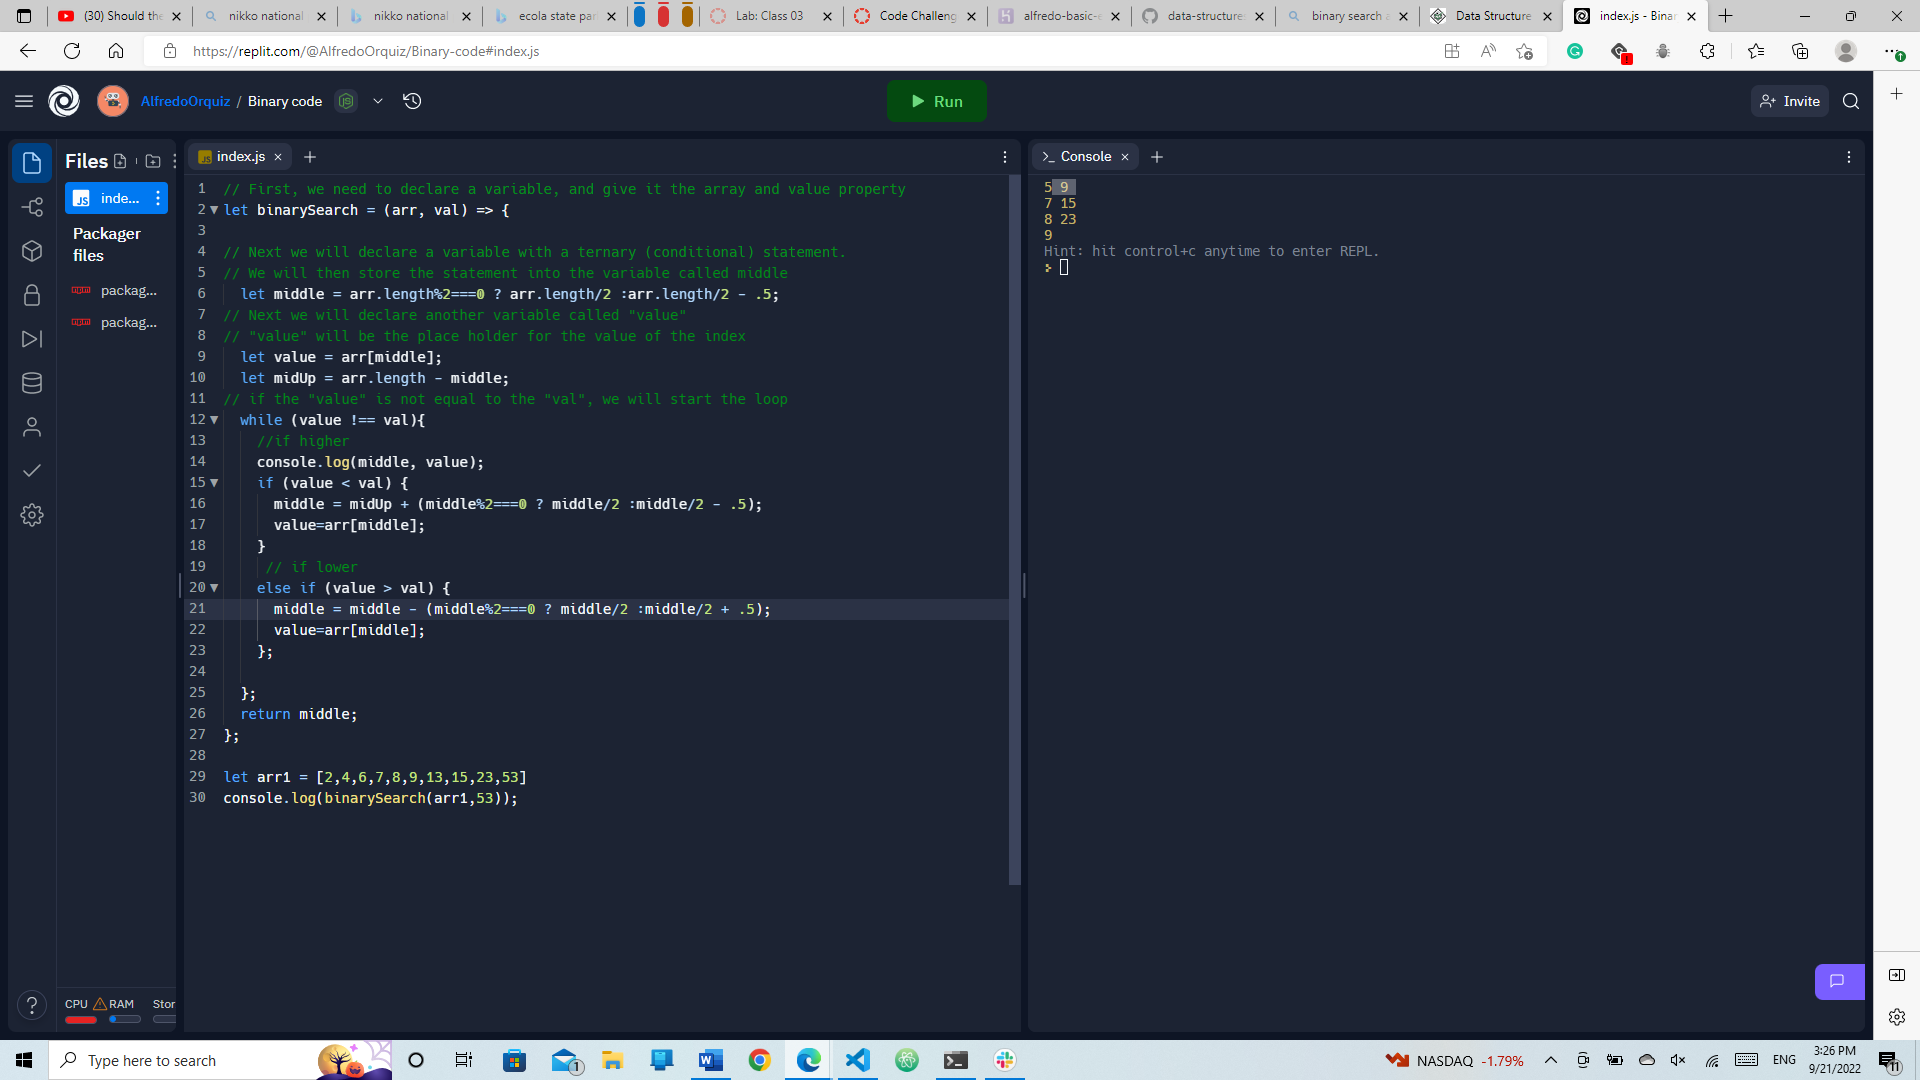 (30) Should the
nikko national
nikko national
ecola state par
Lab: Class 03
Code Challeng
alfredo-basic-e
data-structure
binary search a
Data Structure
index.js - Binar
https://replit.com/@AlfredoOrquiz/Binary-code#index.js
AlfredoOrquiz / Binary code
Run
Invite
Files
inde...
Packager
files
packag...
packag...
CPU RAM Stor
index.js
1 // First, we need to declare a variable, and give it the array and value property
2 let binarySearch = (arr, val) => {
3
4 // Next we will declare a variable with a ternary (conditional) statement.
5 // We will then store the statement into the variable called middle
6 let middle = arr.length%2===0 ? arr.length/2 :arr.length/2 - .5;
7 // Next we will declare another variable called "value"
8 // "value" will be the place holder for the value of the index
9 let value = arr[middle];
10 let midUp = arr.length - middle;
11 // if the "value" is not equal to the "val", we will start the loop
12 while (value !== val){
13 //if higher
14 console.log(middle, value);
15 if (value < val) {
16 middle = midUp + (middle%2===0 ? middle/2 :middle/2 - .5);
17 value=arr[middle];
18 }
19 // if lower
20 else if (value > val) {
21 middle = middle - (middle%2===0 ? middle/2 :middle/2 + .5);
22 value=arr[middle];
23 };
24
25 };
26 return middle;
27 };
28
29 let arr1 = [2,4,6,7,8,9,13,15,23,53]
30 console.log(binarySearch(arr1,53));
Console
5 9
7 15
8 23
9
Hint: hit control+c anytime to enter REPL.
Type here to search
1
NASDAQ -1.79%
ENG
3:26 PM
9/21/2022
11